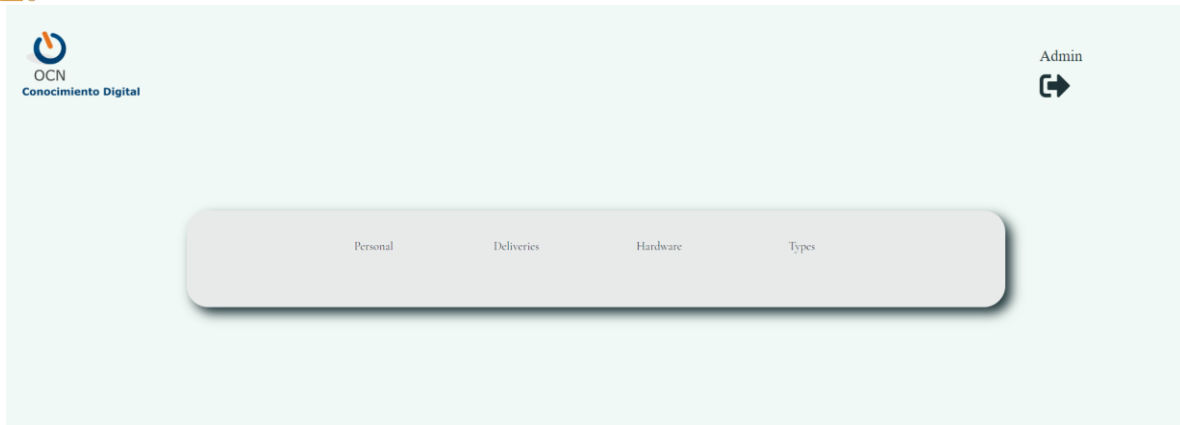 OCN
Conocimiento Digital
Admin
Personal Deliveries Hardware Types